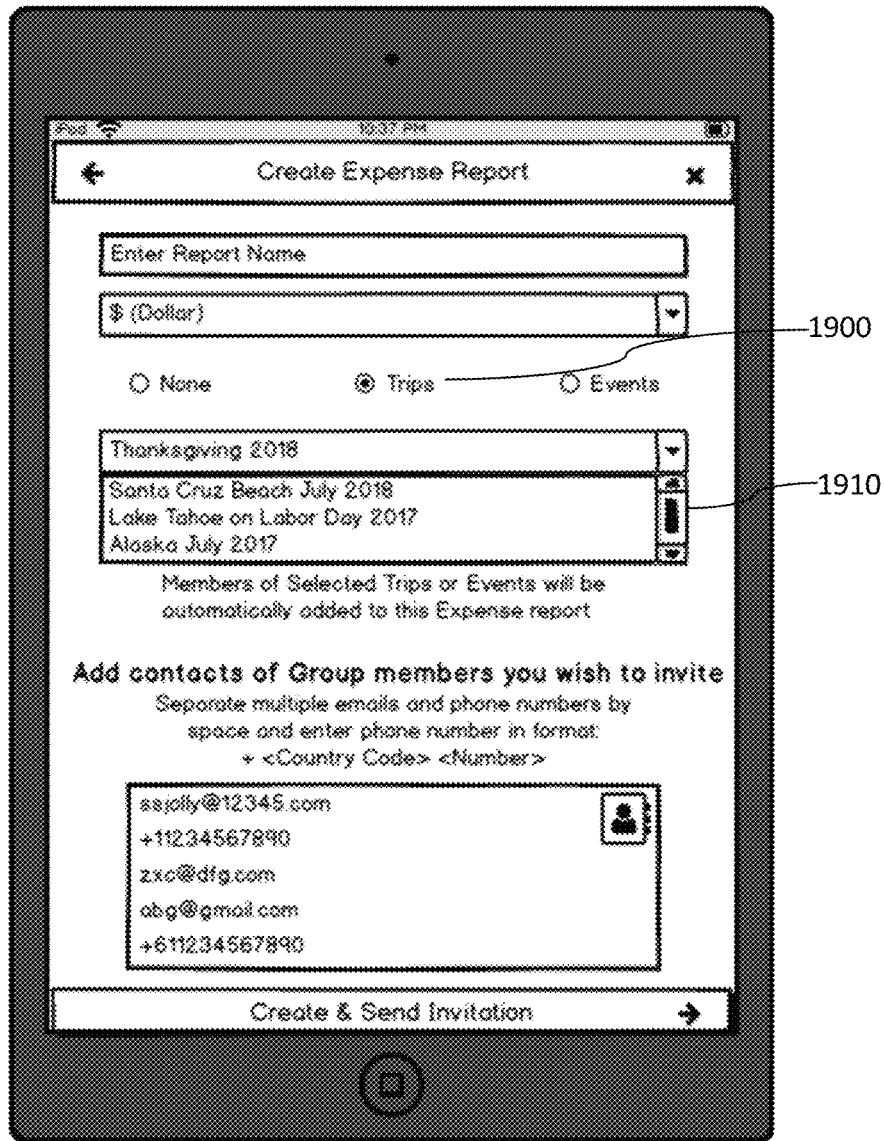 iPod 10:37 PM
Create Expense Report
Enter Report Name
$ (Dollar)
1900
None Trips Events
Thanksgiving 2018
1910
Santa Cruz Beach July 2018
Lake Tahoe on Labor Day 2017
Alaska July 2017
Members of Selected Trips or Events will be
automatically added to this Expense report
Add contacts of Group members you wish to invite
Separate multiple emails and phone numbers by
space and enter phone number in format:
+ <Country Code> <Number>
ssjolly@12345.com
+11234567890
zxc@dfg.com
abg@gmail.com
+611234567890
Create & Send Invitation